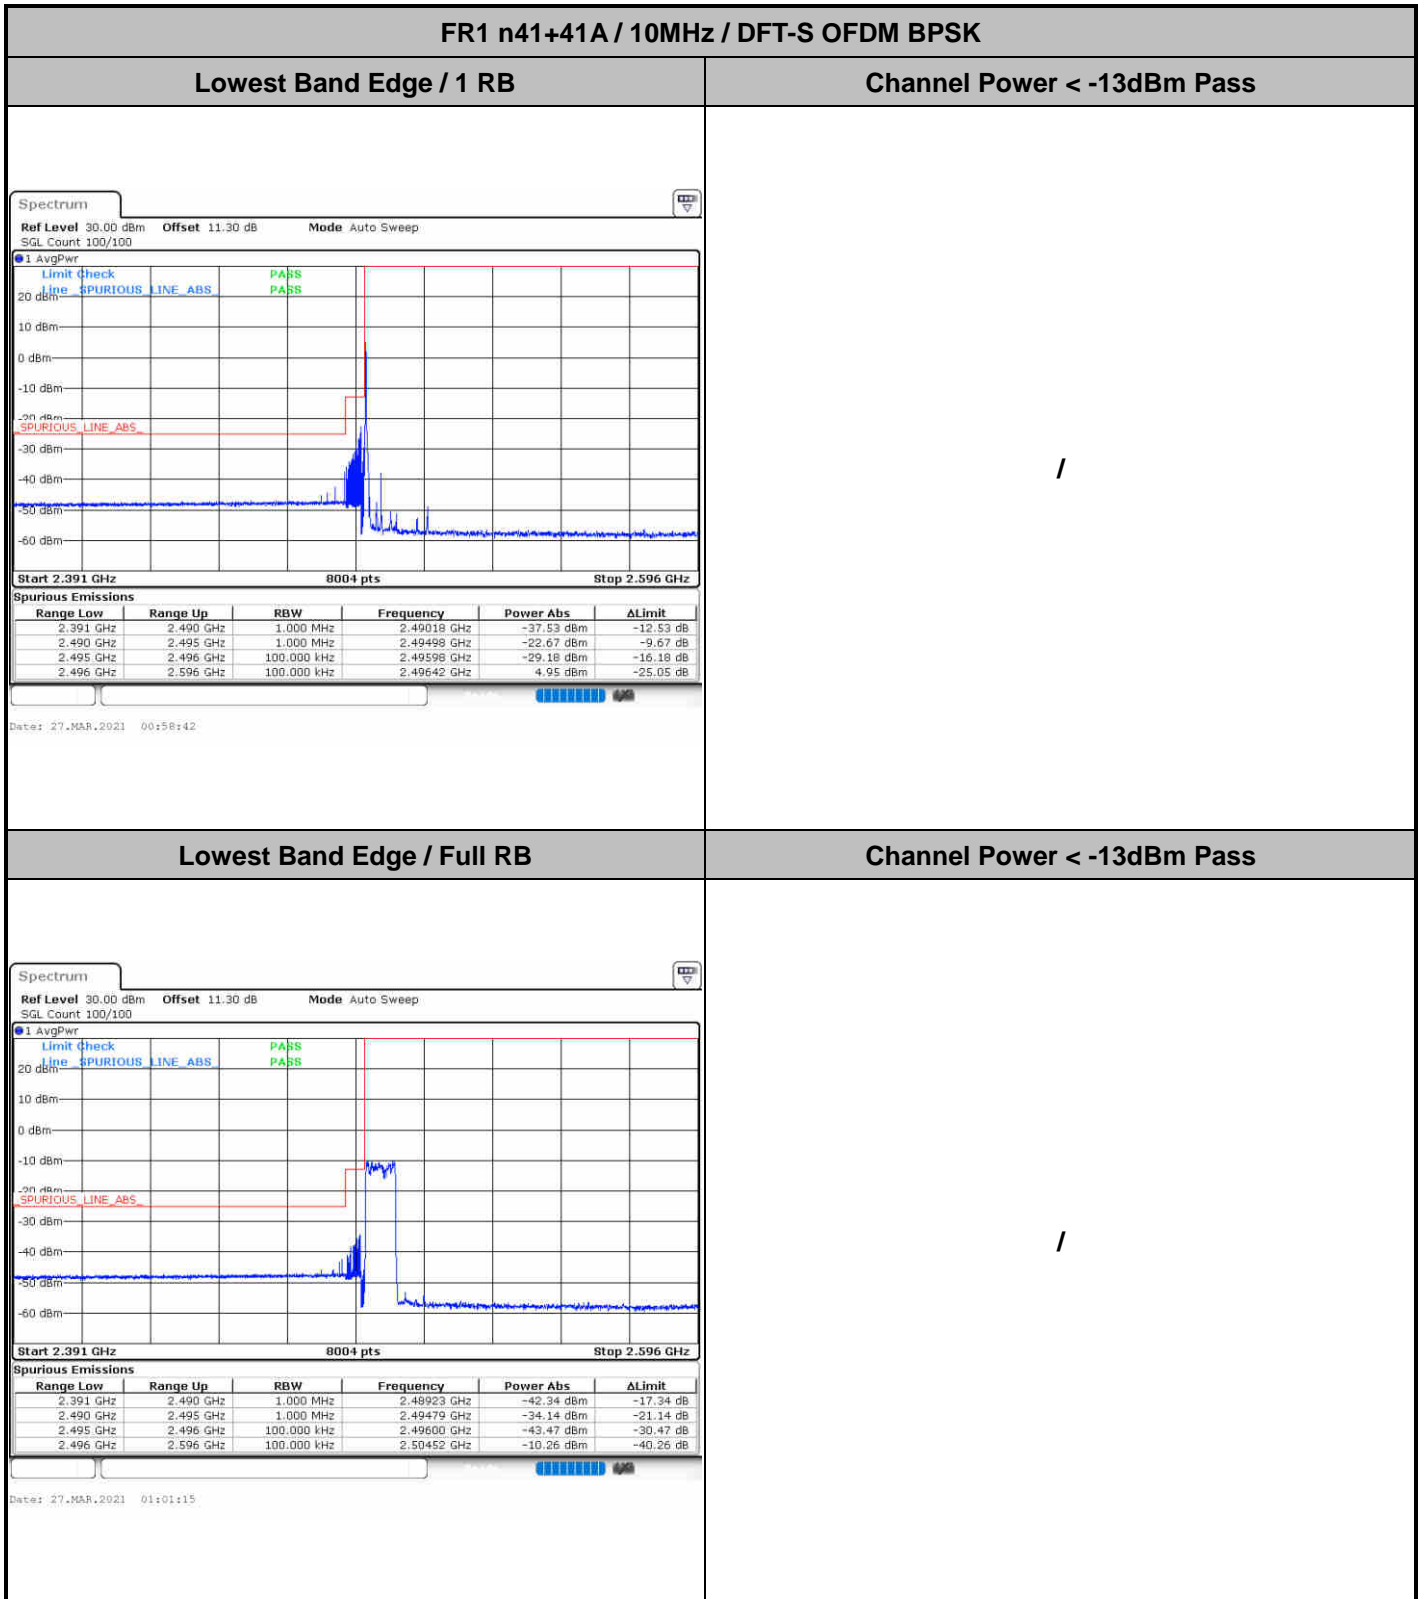 FR1 n41+41A / 10MHz / DFT-S OFDM BPSK
Lowest Band Edge / 1 RB
Channel Power < -13dBm Pass
Spectrum
Ref Level 30.00 dBm Offset 11.30 dB Mode Auto Sweep
SGL Count 100/100
1 AvgPwr
Limit Check PASS
Line _SPURIOUS_LINE_ABS_ PASS
20 dBm
10 dBm
0 dBm
-10 dBm
-20 dBm
_SPURIOUS_LINE_ABS_
-30 dBm
-40 dBm
-50 dBm
-60 dBm
Start 2.391 GHz 8004 pts Stop 2.596 GHz
Spurious Emissions
Range Low Range Up RBW Frequency Power Abs ΔLimit
2.391 GHz 2.490 GHz 1.000 MHz 2.49018 GHz -37.53 dBm -12.53 dB
2.490 GHz 2.495 GHz 1.000 MHz 2.49498 GHz -22.67 dBm -9.67 dB
2.495 GHz 2.496 GHz 100.000 kHz 2.49598 GHz -29.18 dBm -16.18 dB
2.496 GHz 2.596 GHz 100.000 kHz 2.49642 GHz 4.95 dBm -25.05 dB
Date: 27.MAR.2021 00:58:42
/
Lowest Band Edge / Full RB
Channel Power < -13dBm Pass
Spectrum
Ref Level 30.00 dBm Offset 11.30 dB Mode Auto Sweep
SGL Count 100/100
1 AvgPwr
Limit Check PASS
Line _SPURIOUS_LINE_ABS_ PASS
20 dBm
10 dBm
0 dBm
-10 dBm
-20 dBm
_SPURIOUS_LINE_ABS_
-30 dBm
-40 dBm
-50 dBm
-60 dBm
Start 2.391 GHz 8004 pts Stop 2.596 GHz
Spurious Emissions
Range Low Range Up RBW Frequency Power Abs ΔLimit
2.391 GHz 2.490 GHz 1.000 MHz 2.48923 GHz -42.34 dBm -17.34 dB
2.490 GHz 2.495 GHz 1.000 MHz 2.49479 GHz -34.14 dBm -21.14 dB
2.495 GHz 2.496 GHz 100.000 kHz 2.49600 GHz -43.47 dBm -30.47 dB
2.496 GHz 2.596 GHz 100.000 kHz 2.50452 GHz -10.26 dBm -40.26 dB
Date: 27.MAR.2021 01:01:15
/